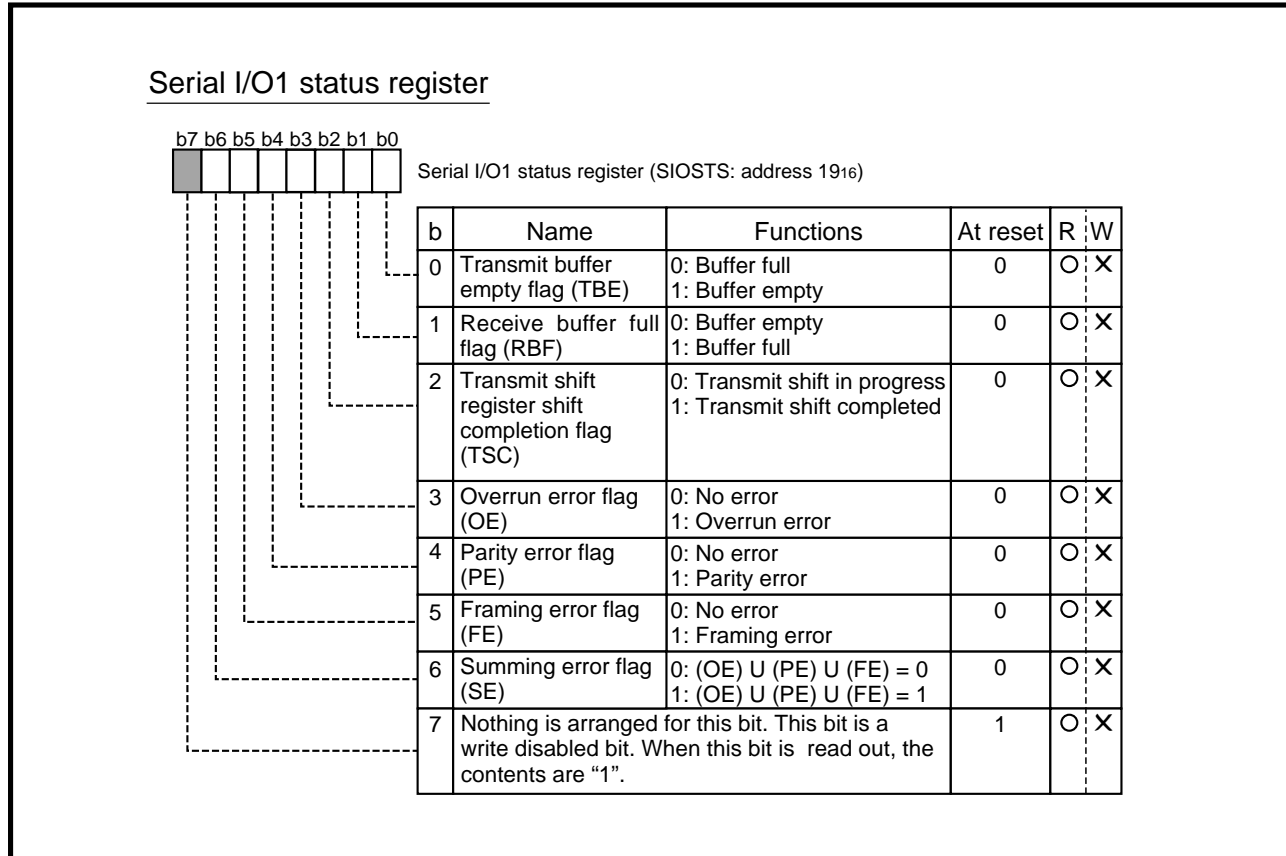 Serial I/O1 status register
b7 b6 b5 b4 b3 b2 b1 b0
Serial I/O1 status register (SIOSTS: address 1916)
b Name Functions At reset R W
0 Transmit buffer 0: Buffer full 0 O X
empty flag (TBE) 1: Buffer empty
1 Receive buffer full 0: Buffer empty 0 O X
flag (RBF) 1: Buffer full
2 Transmit shift 0: Transmit shift in progress 0 O X
register shift 1: Transmit shift completed
completion flag
(TSC)
3 Overrun error flag 0: No error 0 O X
(OE) 1: Overrun error
4 Parity error flag 0: No error 0 O X
(PE) 1: Parity error
5 Framing error flag 0: No error 0 O X
(FE) 1: Framing error
6 Summing error flag 0: (OE) U (PE) U (FE) = 0 0 O X
(SE) 1: (OE) U (PE) U (FE) = 1
7 Nothing is arranged for this bit. This bit is a 1 O X
write disabled bit. When this bit is read out, the
contents are “1”.